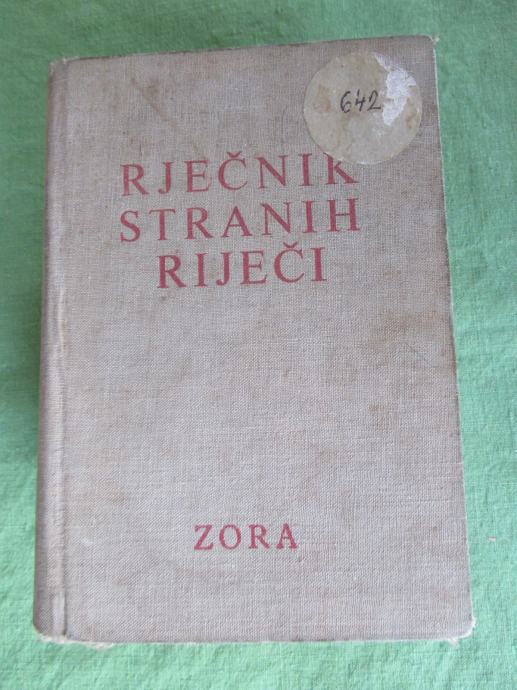 642
RJEČNIK
STRANIH
RIJEČI
ZORA